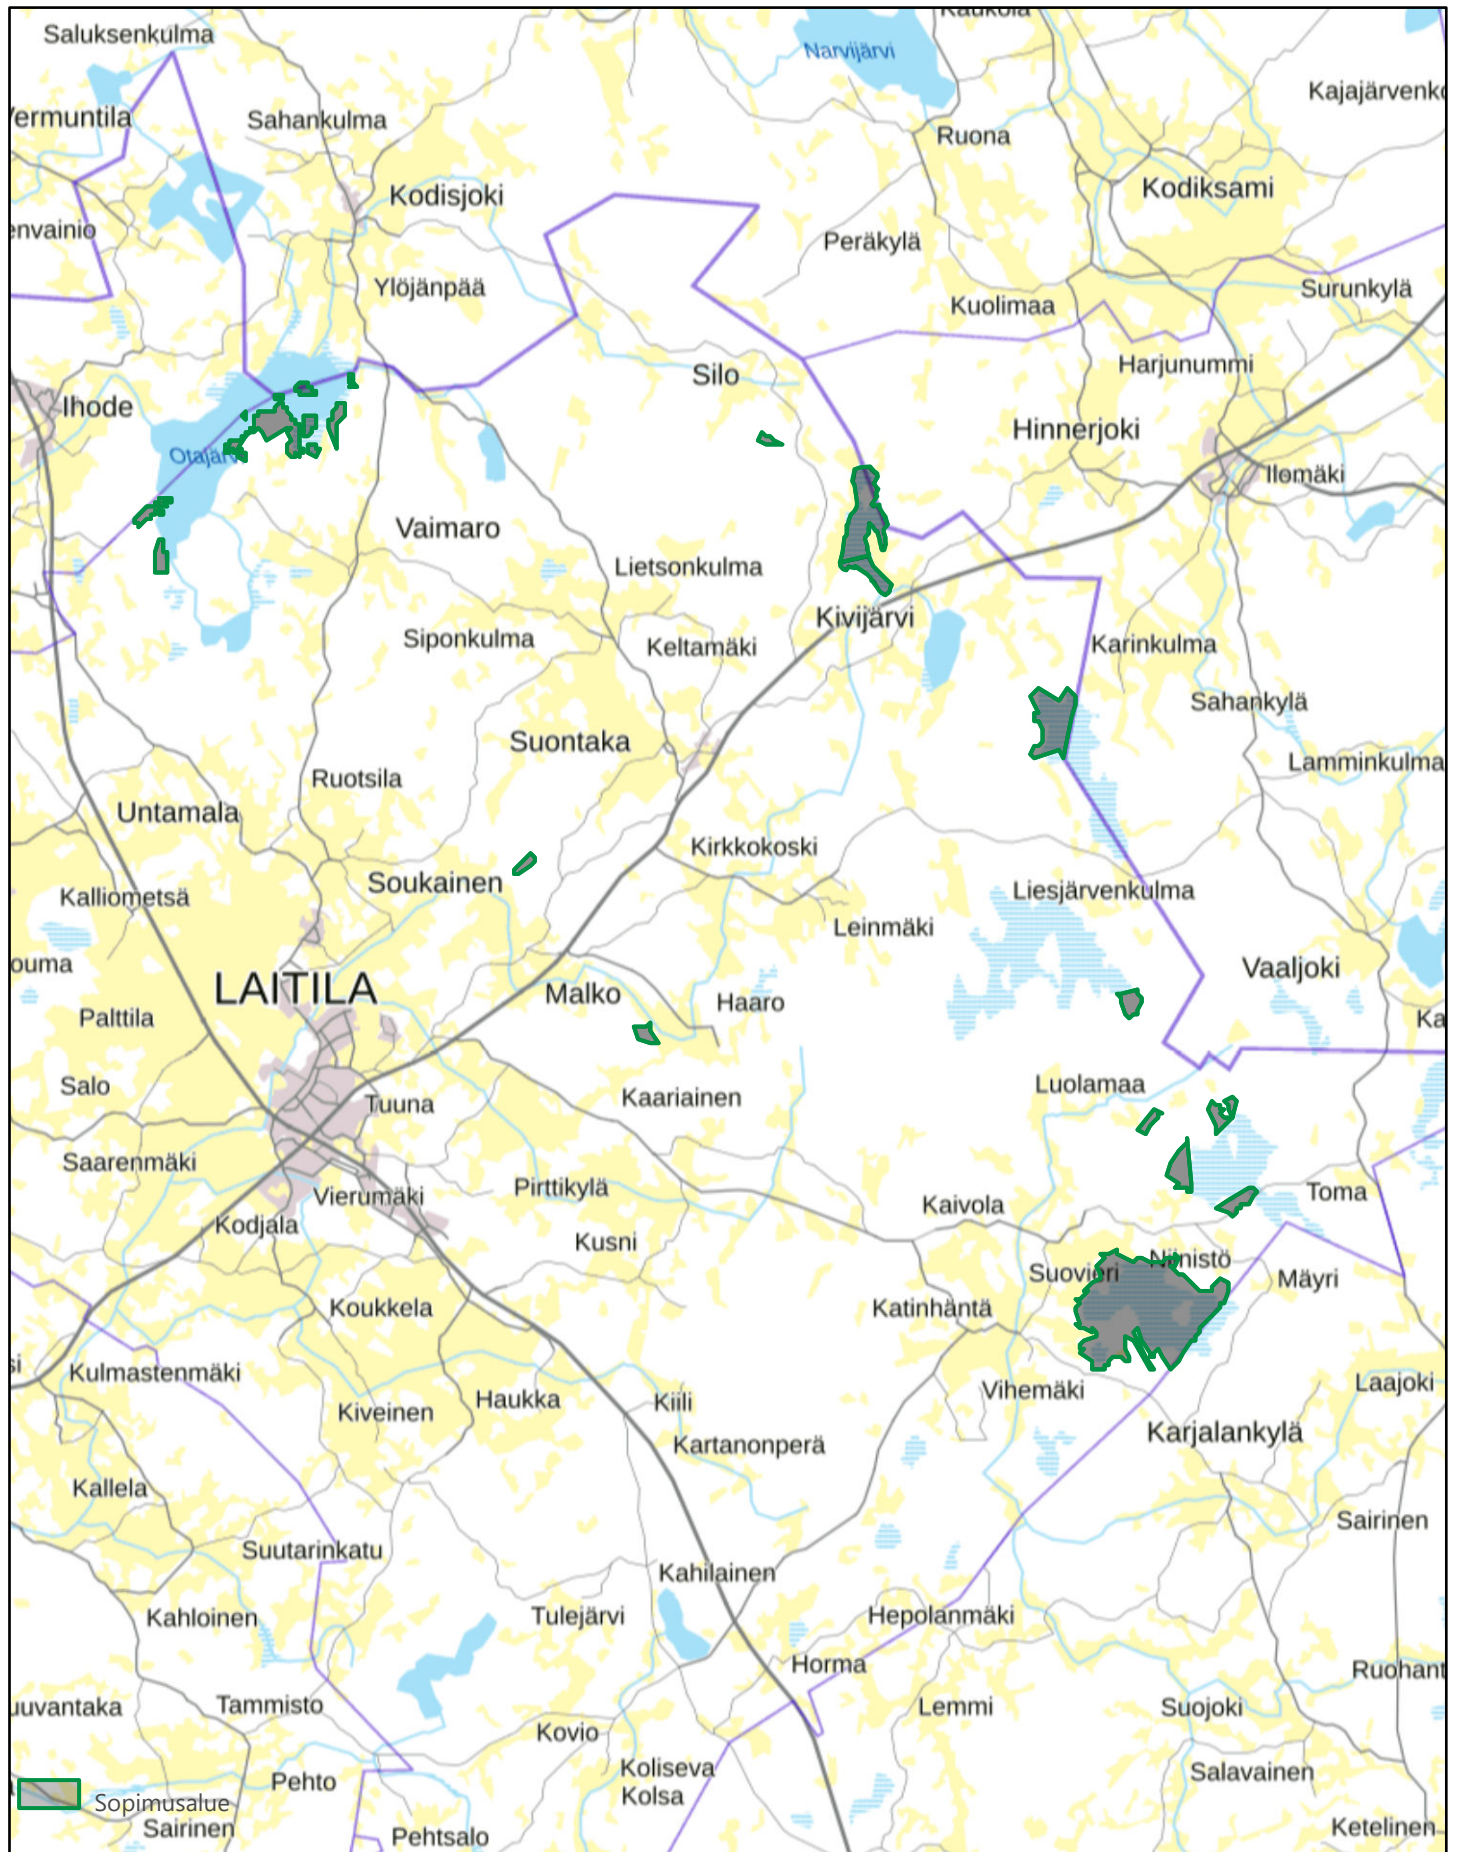 Kaukola
Saluksenkulma
Narvijärvi
Kajajärvenko
Vermuntila
Sahankulma
Ruona
Kodisjoki
Kodiksami
envainio
Peräkylä
Ylöjänpää
Surunkylä
Kuolimaa
Harjunummi
Silo
Ihode
Hinnerjoki
Otajärvi
Ilomäki
Vaimaro
Lietsonkulma
Kivijärvi
Siponkulma
Keltamäki
Karinkulma
Sahankylä
Suontaka
Lamminkulma
Ruotsila
Untamala
Kirkkokoski
Soukainen
Liesjärvenkulma
Kalliometsä
Leinmäki
ouma
Vaaljoki
LAITILA
Malko
Haaro
Palttila
Ka
Salo
Luolamaa
Kaariainen
Tuuna
Saarenmäki
Pirttikylä
Vierumäki
Toma
Kaivola
Kodjala
Kusni
Niinistö
Suovieri
Mäyri
Koukkela
Katinhäntä
si
Kulmastenmäki
Laajoki
Vihemäki
Haukka
Kiili
Kiveinen
Karjalankylä
Kartanonperä
Kallela
Sairinen
Suutarinkatu
Kahilainen
Kahloinen
Tulejärvi
Hepolanmäki
Horma
Ruohant
uuvantaka
Tammisto
Lemmi
Suojoki
Kovio
Koliseva
Salavainen
Pehto
Kolsa
Sopimusalue
Sairinen
Pehtsalo
Ketelinen